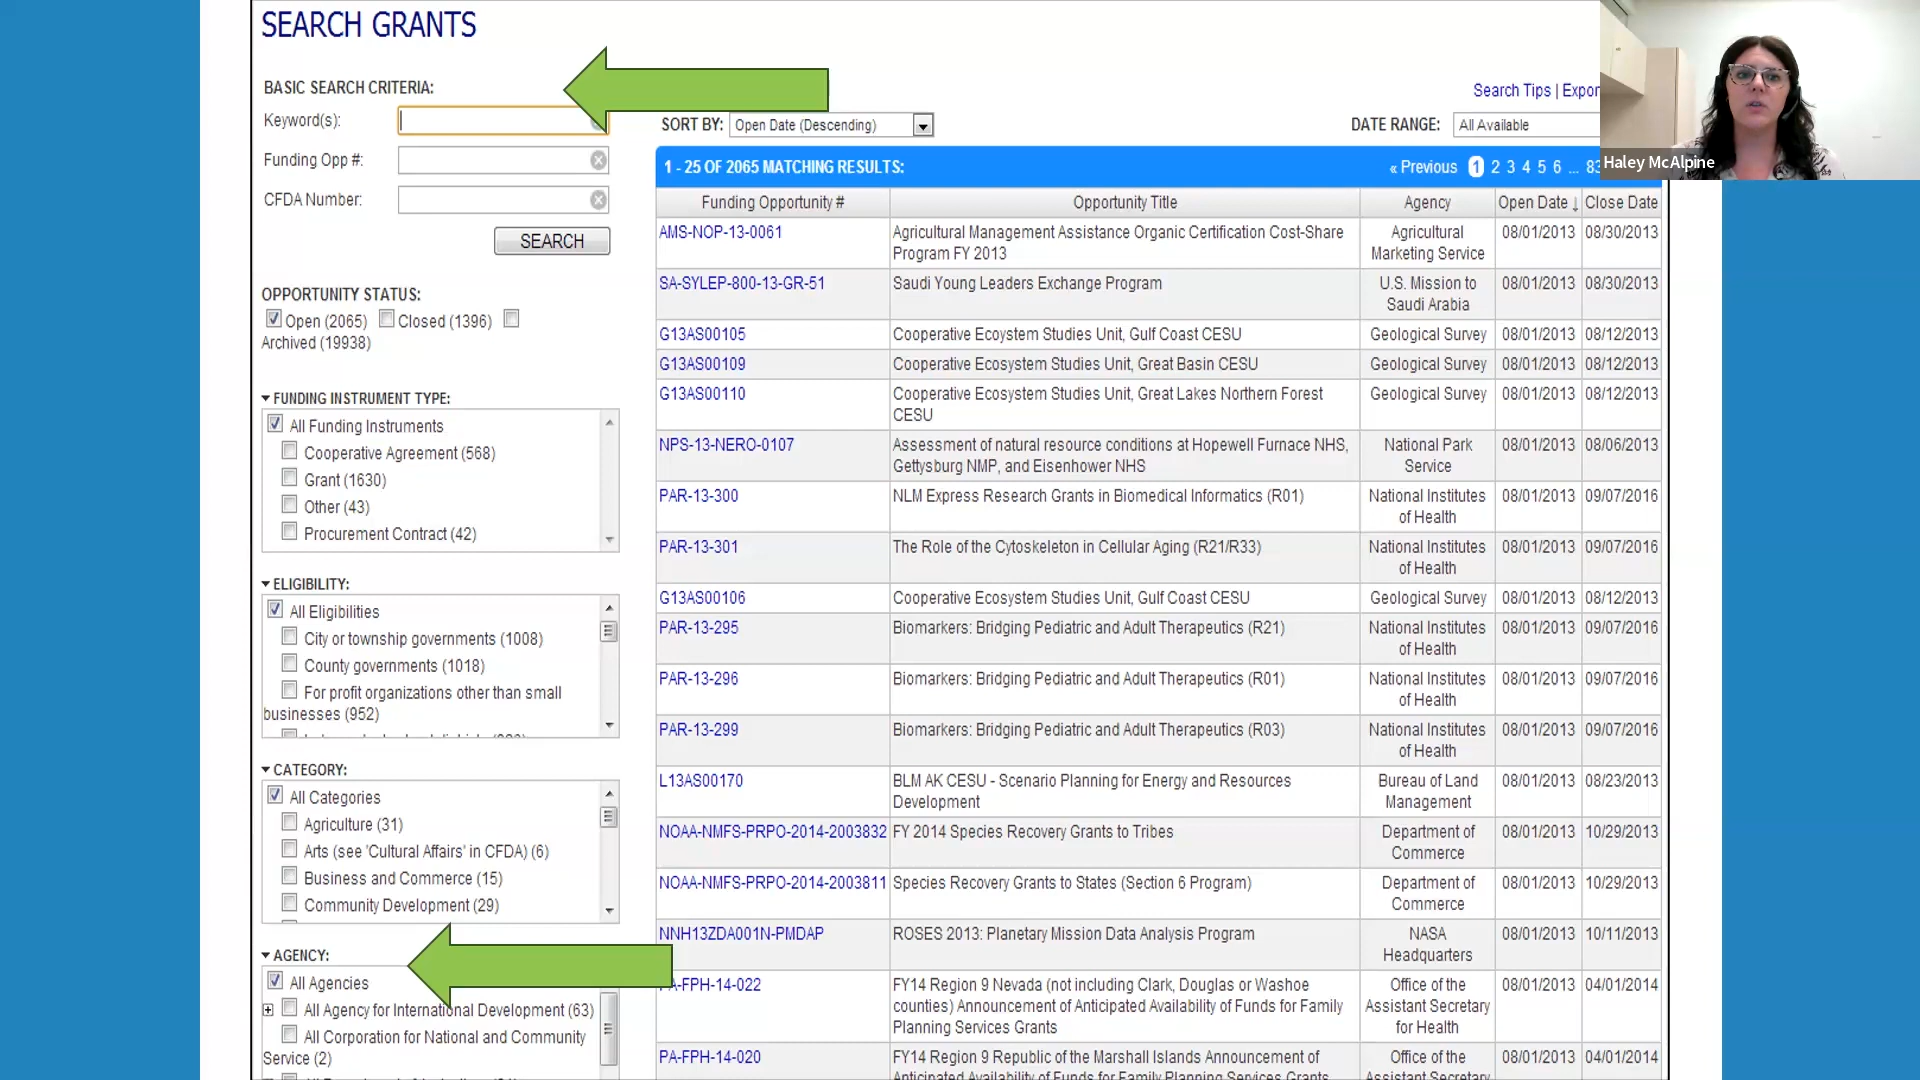 SEARCH GRANTS
BASIC SEARCH CRITERIA:
Keyword(s):
Funding Opp #:
CFDA Number:
SEARCH
OPPORTUNITY STATUS:
Open (2065) Closed (1396)
Archived (19938)
FUNDING INSTRUMENT TYPE:
All Funding Instruments
Cooperative Agreement (568)
Grant (1630)
Other (43)
Procurement Contract (42)
ELIGIBILITY:
All Eligibilities
City or township governments (1008)
County governments (1018)
For profit organizations other than small
businesses (952)
CATEGORY:
All Categories
Agriculture (31)
Arts (see 'Cultural Affairs' in CFDA) (6)
Business and Commerce (15)
Community Development (29)
AGENCY:
All Agencies
All Agency for International Development (63)
All Corporation for National and Community
Service (2)
Search Tips | Expor
SORT BY: Open Date (Descending)
DATE RANGE: All Available
1 - 25 OF 2065 MATCHING RESULTS:
« Previous 1 2 3 4 5 6 ... 83
Funding Opportunity # Opportunity Title Agency Open Date ↓ Close Date
AMS-NOP-13-0061 Agricultural Management Assistance Organic Certification Cost-Share Agricultural 08/01/2013 08/30/2013
Program FY 2013 Marketing Service
SA-SYLEP-800-13-GR-51 Saudi Young Leaders Exchange Program U.S. Mission to 08/01/2013 08/30/2013
Saudi Arabia
G13AS00105 Cooperative Ecoystem Studies Unit, Gulf Coast CESU Geological Survey 08/01/2013 08/12/2013
G13AS00109 Cooperative Ecosystem Studies Unit, Great Basin CESU Geological Survey 08/01/2013 08/12/2013
G13AS00110 Cooperative Ecosystem Studies Unit, Great Lakes Northern Forest Geological Survey 08/01/2013 08/12/2013
CESU
NPS-13-NERO-0107 Assessment of natural resource conditions at Hopewell Furnace NHS, National Park 08/01/2013 08/06/2013
Gettysburg NMP, and Eisenhower NHS Service
PAR-13-300 NLM Express Research Grants in Biomedical Informatics (R01) National Institutes 08/01/2013 09/07/2016
of Health
PAR-13-301 The Role of the Cytoskeleton in Cellular Aging (R21/R33) National Institutes 08/01/2013 09/07/2016
of Health
G13AS00106 Cooperative Ecosystem Studies Unit, Gulf Coast CESU Geological Survey 08/01/2013 08/12/2013
PAR-13-295 Biomarkers: Bridging Pediatric and Adult Therapeutics (R21) National Institutes 08/01/2013 09/07/2016
of Health
PAR-13-296 Biomarkers: Bridging Pediatric and Adult Therapeutics (R01) National Institutes 08/01/2013 09/07/2016
of Health
PAR-13-299 Biomarkers: Bridging Pediatric and Adult Therapeutics (R03) National Institutes 08/01/2013 09/07/2016
of Health
L13AS00170 BLM AK CESU - Scenario Planning for Energy and Resources Bureau of Land 08/01/2013 08/23/2013
Development Management
NOAA-NMFS-PRPO-2014-2003832 FY 2014 Species Recovery Grants to Tribes Department of 08/01/2013 10/29/2013
Commerce
NOAA-NMFS-PRPO-2014-2003811 Species Recovery Grants to States (Section 6 Program) Department of 08/01/2013 10/29/2013
Commerce
NNH13ZDA001N-PMDAP ROSES 2013: Planetary Mission Data Analysis Program NASA 08/01/2013 10/11/2013
Headquarters
PA-FPH-14-022 FY14 Region 9 Nevada (not including Clark, Douglas or Washoe Office of the 08/01/2013 04/01/2014
counties) Announcement of Anticipated Availability of Funds for Family Assistant Secretary
Planning Services Grants for Health
PA-FPH-14-020 FY14 Region 9 Republic of the Marshall Islands Announcement of Office of the 08/01/2013 04/01/2014
Anticipated Availability of Funds for Family Planning Services Grants Assistant Secretary
Haley McAlpine